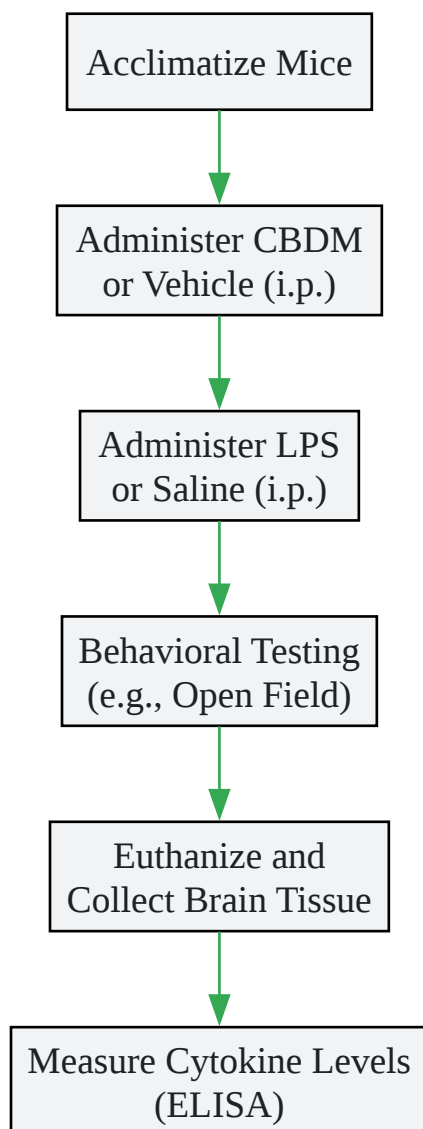 Acclimatize Mice
Administer CBDM
or Vehicle (i.p.)
Administer LPS
or Saline (i.p.)
Behavioral Testing
(e.g., Open Field)
Euthanize and
Collect Brain Tissue
Measure Cytokine Levels
(ELISA)